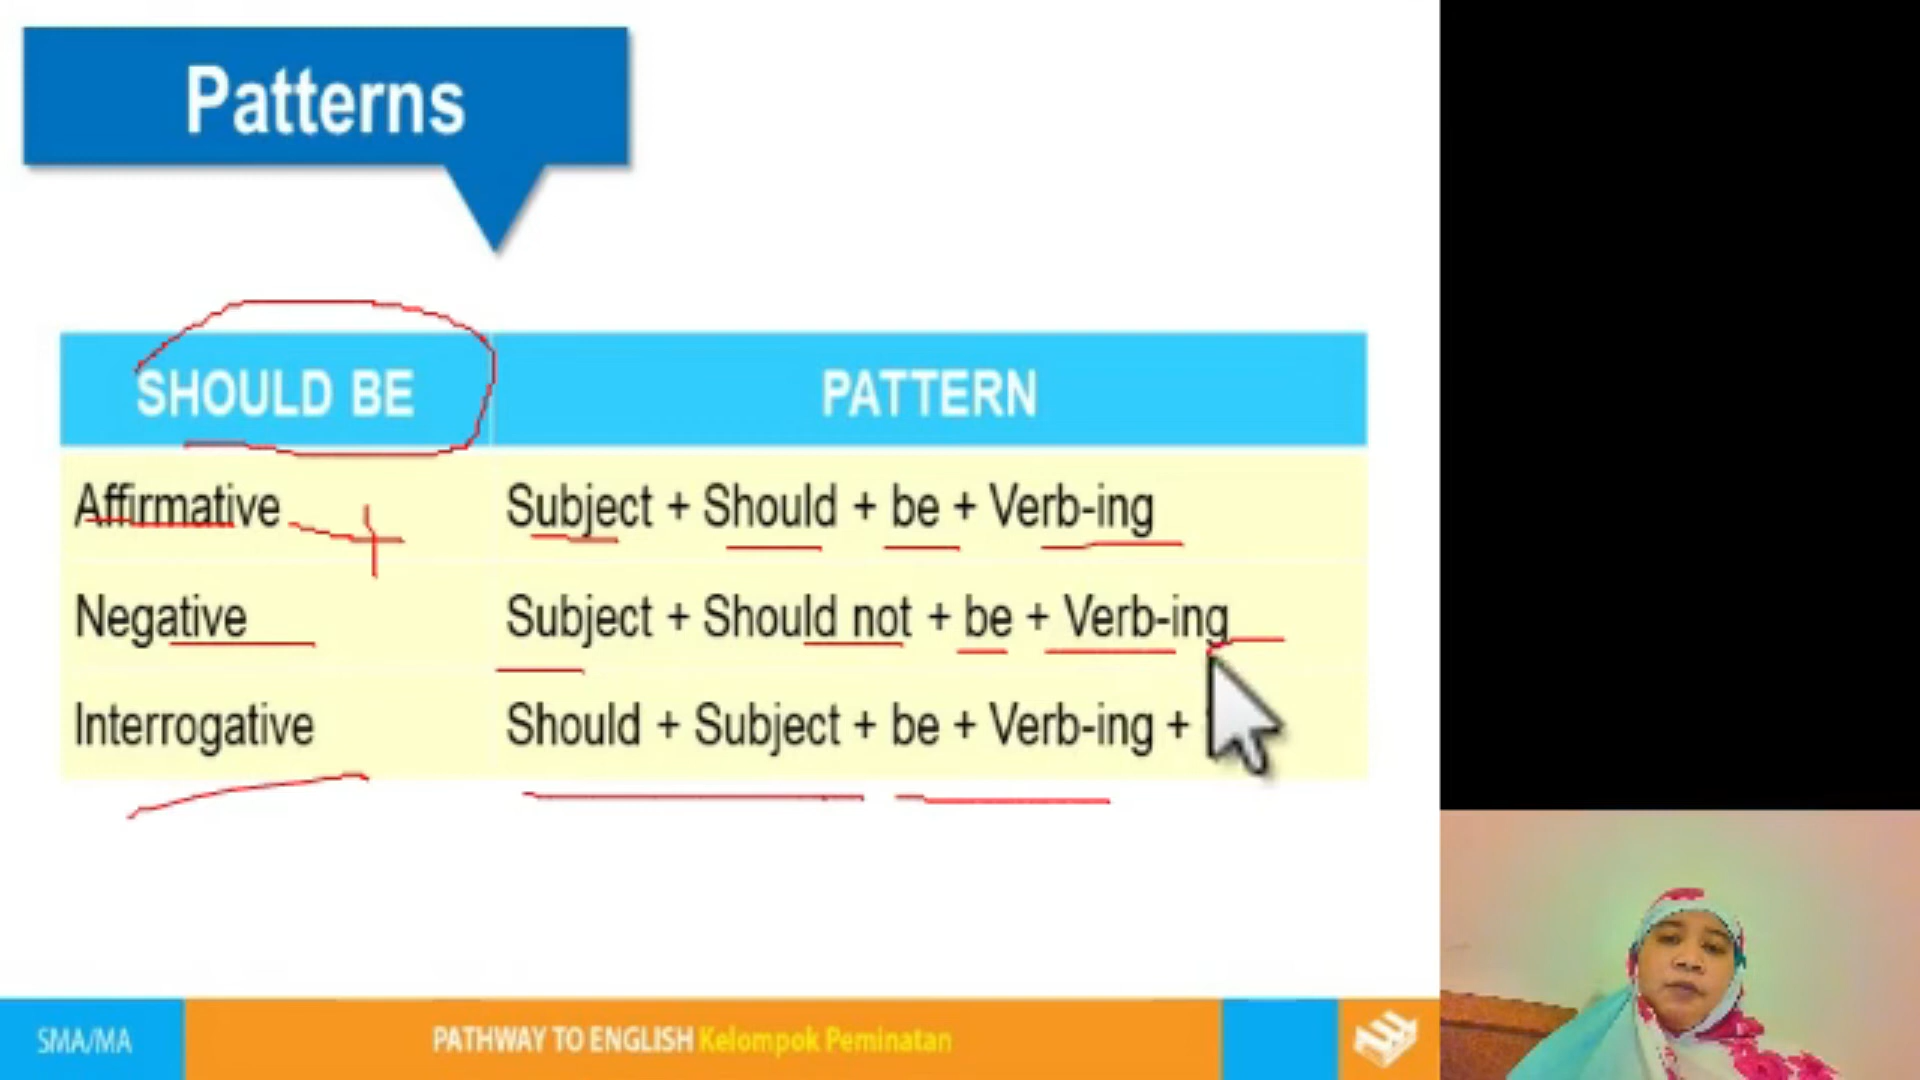 Patterns
SHOULD BE PATTERN
Affirmative Subject + Should + be + Verb-ing
Negative Subject + Should not + be + Verb-ing
Interrogative Should + Subject + be + Verb-ing +
SMA/MA PATHWAY TO ENGLISH Kelompok Peminatan